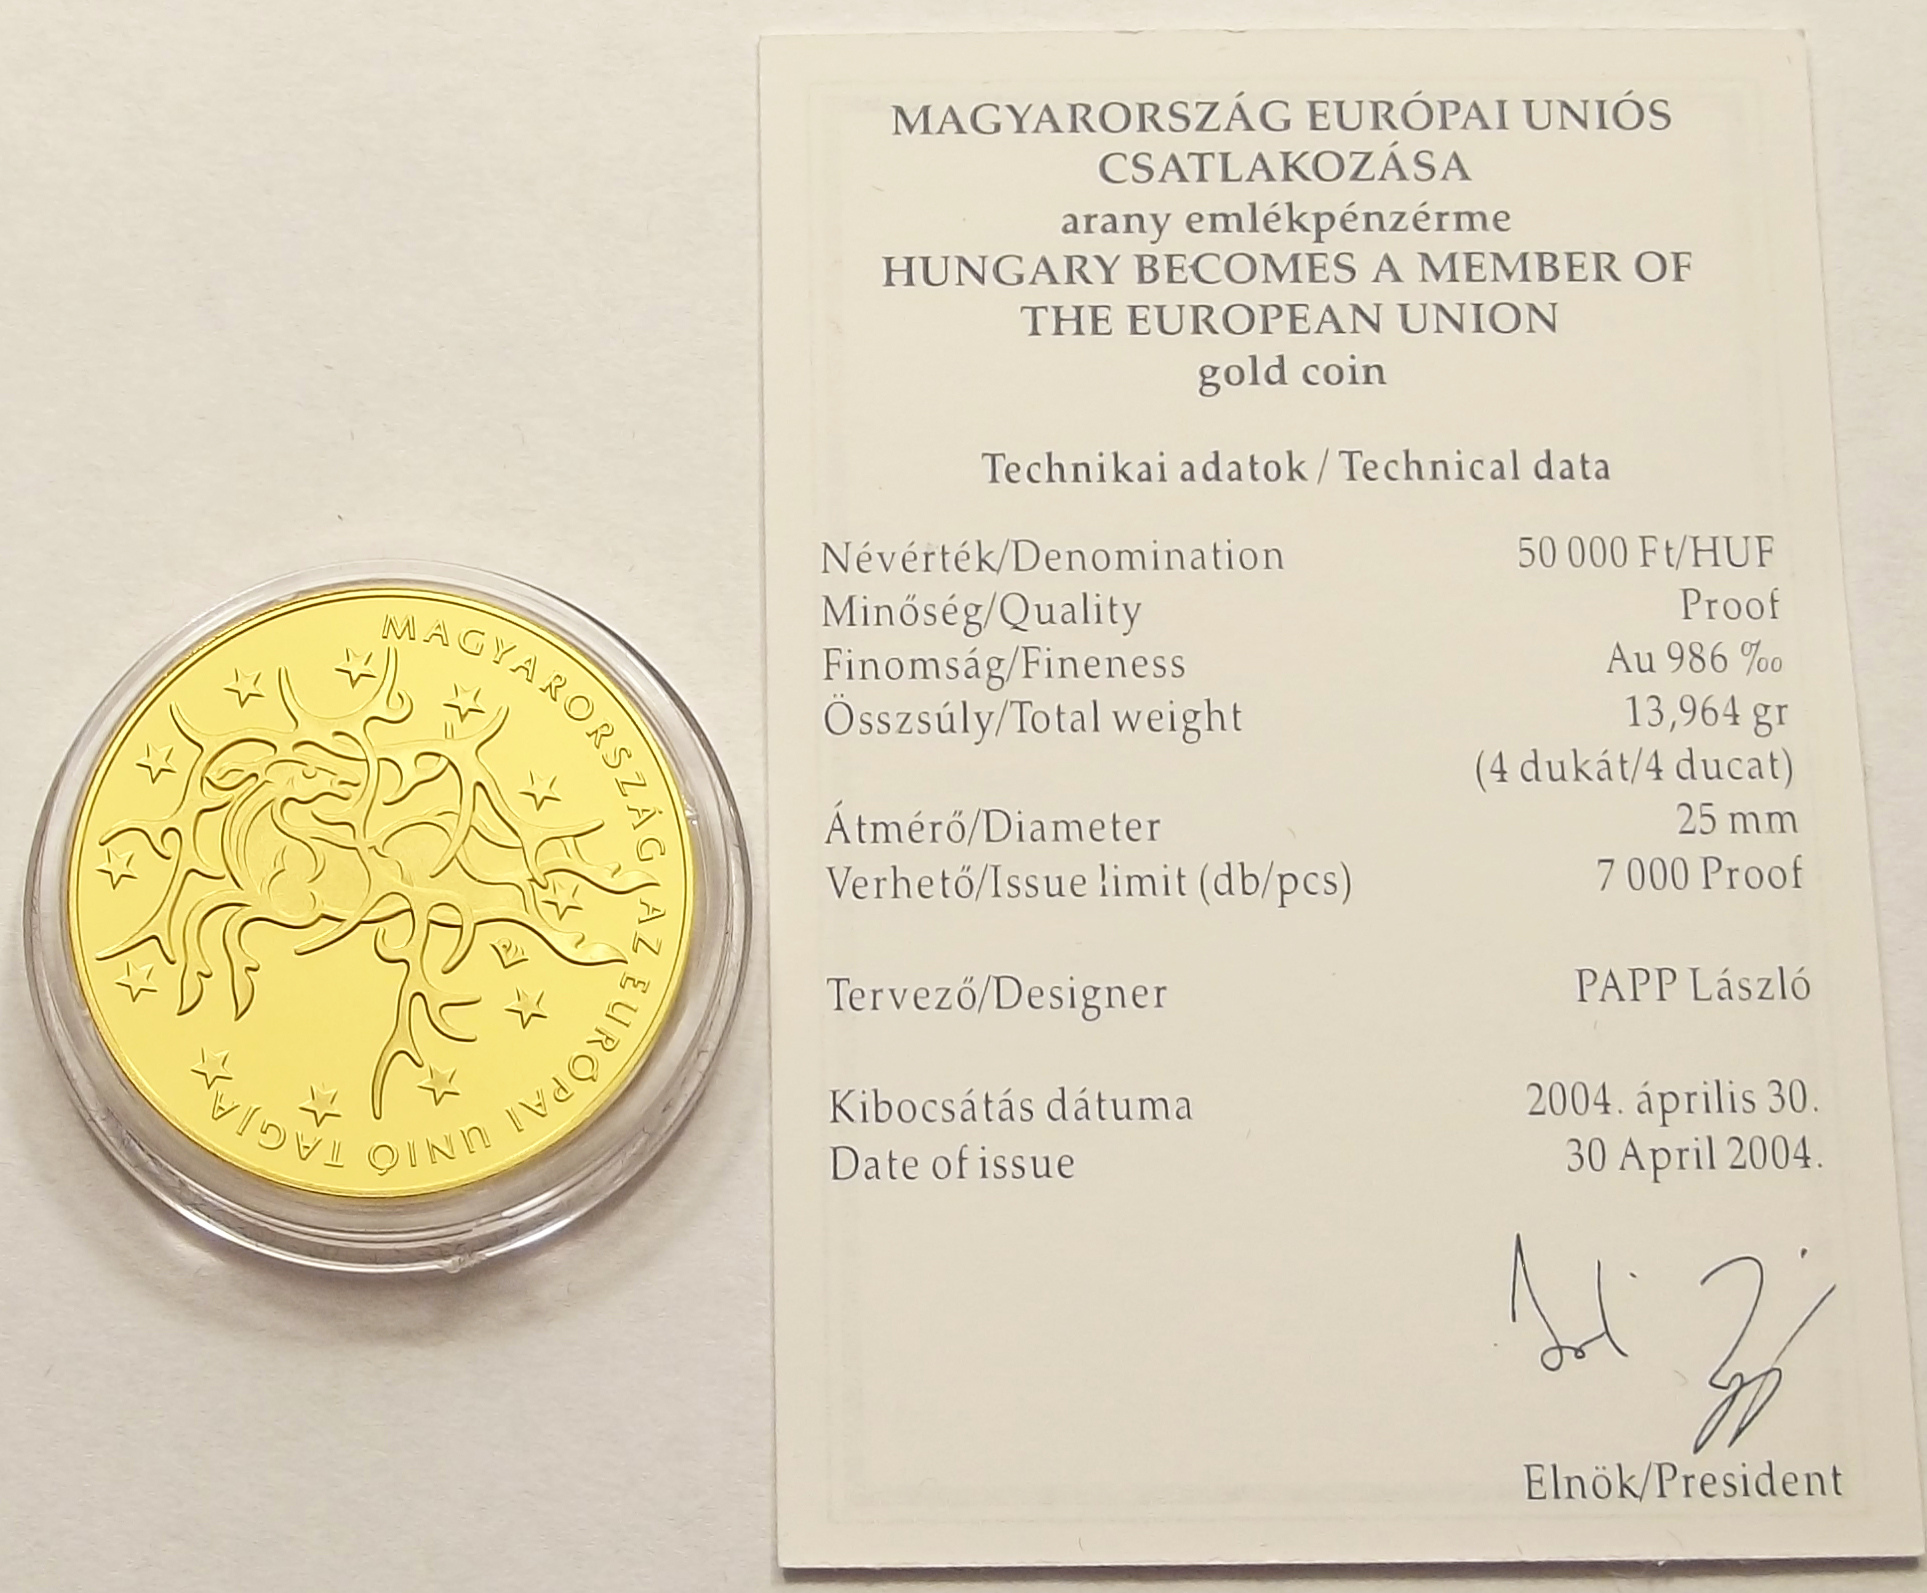 MAGYARORSZÁG AZ EURÓPAI UNIÓ TAGJA
MAGYARORSZÁG EURÓPAI UNIÓS
CSATLAKOZÁSA
arany emlékpénzérme
HUNGARY BECOMES A MEMBER OF
THE EUROPEAN UNION
gold coin
Technikai adatok / Technical data
Névérték/Denomination 50 000 Ft/HUF
Minőség/Quality Proof
Finomság/Fineness Au 986 ‰
Összsúly/Total weight 13,964 gr
(4 dukát/4 ducat)
Átmérő/Diameter 25 mm
Verhető/Issue limit (db/pcs) 7 000 Proof
Tervező/Designer PAPP László
Kibocsátás dátuma 2004. április 30.
Date of issue 30 April 2004.
Elnök/President